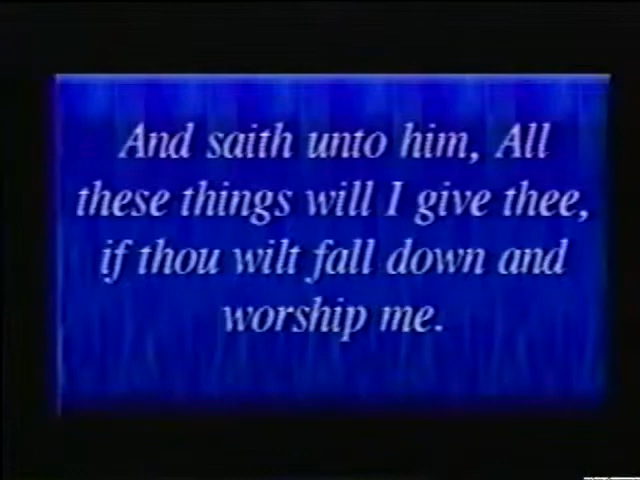 And saith unto him, All
these things will I give thee,
if thou wilt fall down and
worship me.